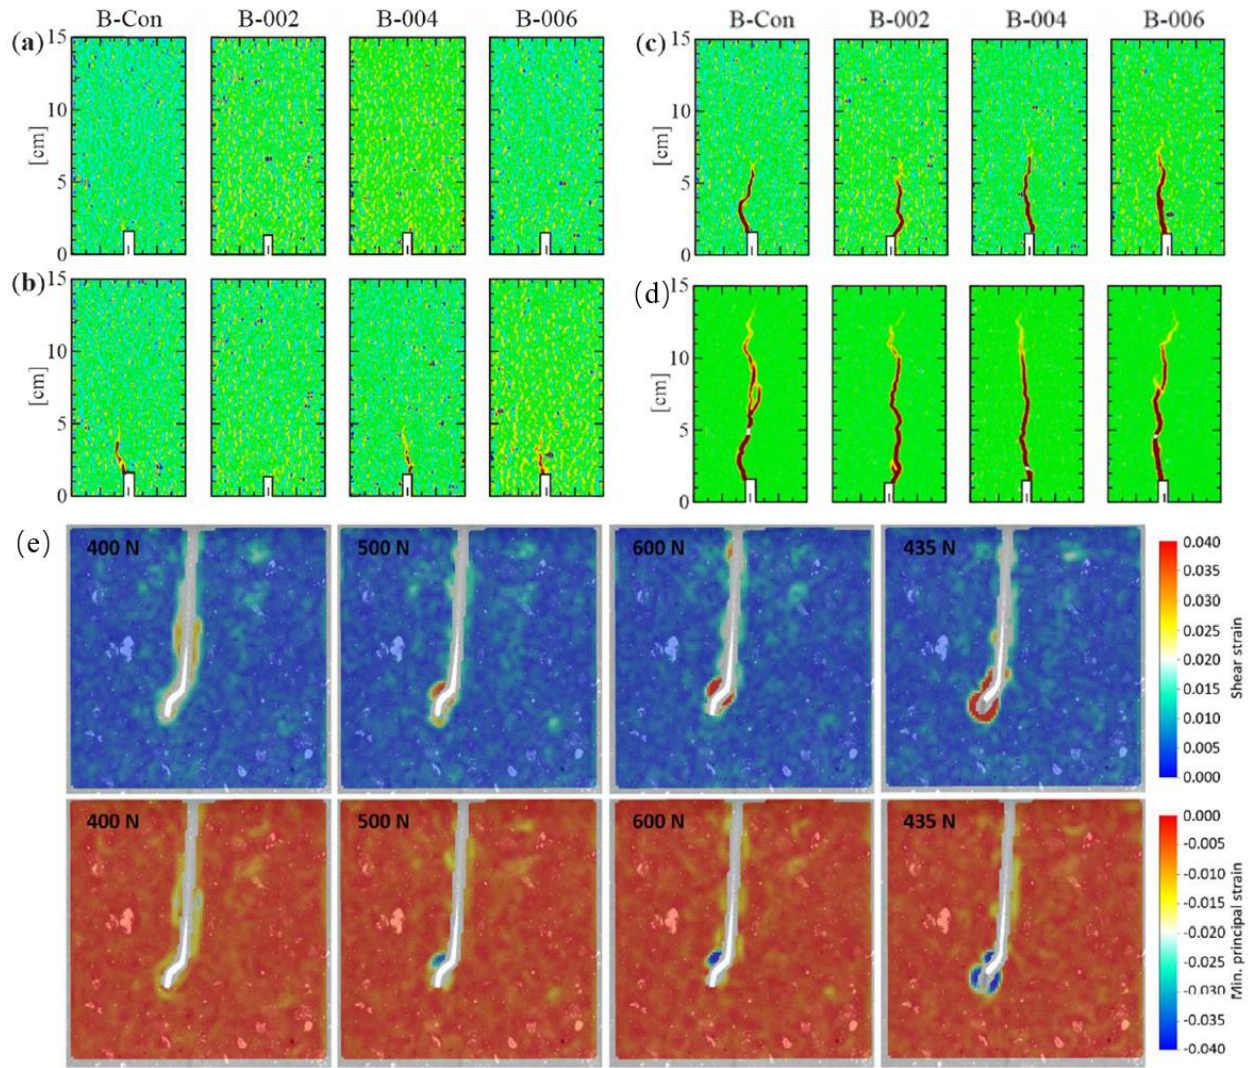 B-Con B-002 B-004 B-006
(a) 15
10
[cm]
5
0
(b) 15
10
[cm]
5
0
B-Con B-002 B-004 B-006
(c) 15
10
[cm]
5
0
(d) 15
10
[cm]
5
0
(e)
400 N 500 N 600 N 435 N
0.040
0.035
0.030
0.025
0.020
0.015
0.010
0.005
0.000
Shear strain
400 N 500 N 600 N 435 N
0.000
-0.005
-0.010
-0.015
-0.020
-0.025
-0.030
-0.035
-0.040
Min. principal strain